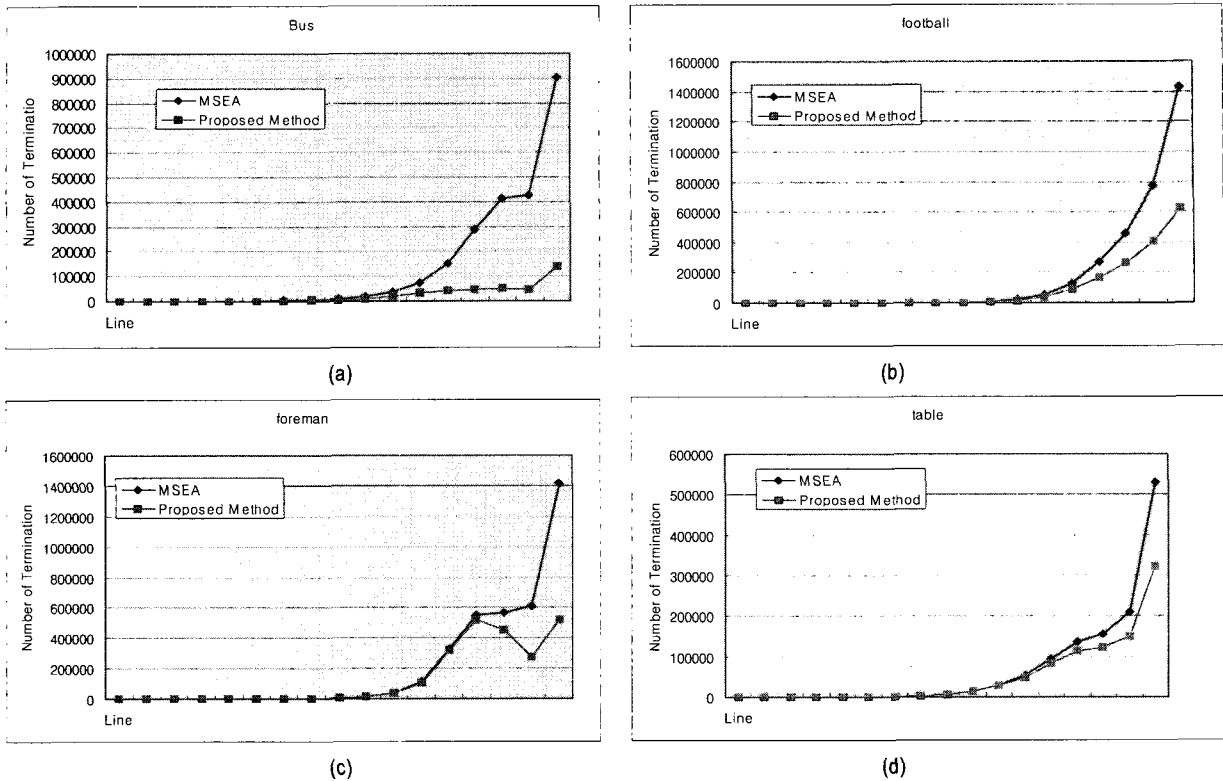 Bus
Number of Terminatio
1000000
900000
800000
700000
600000
500000
400000
300000
200000
100000
0
MSEA
Proposed Method
Line
(a)
football
Number of Termination
1600000
1400000
1200000
1000000
800000
600000
400000
200000
0
MSEA
Proposed Method
Line
(b)
foreman
Number of Termination
1600000
1400000
1200000
1000000
800000
600000
400000
200000
0
MSEA
Proposed Method
Line
(c)
table
Number of Termination
600000
500000
400000
300000
200000
100000
0
MSEA
Proposed Method
Line
(d)